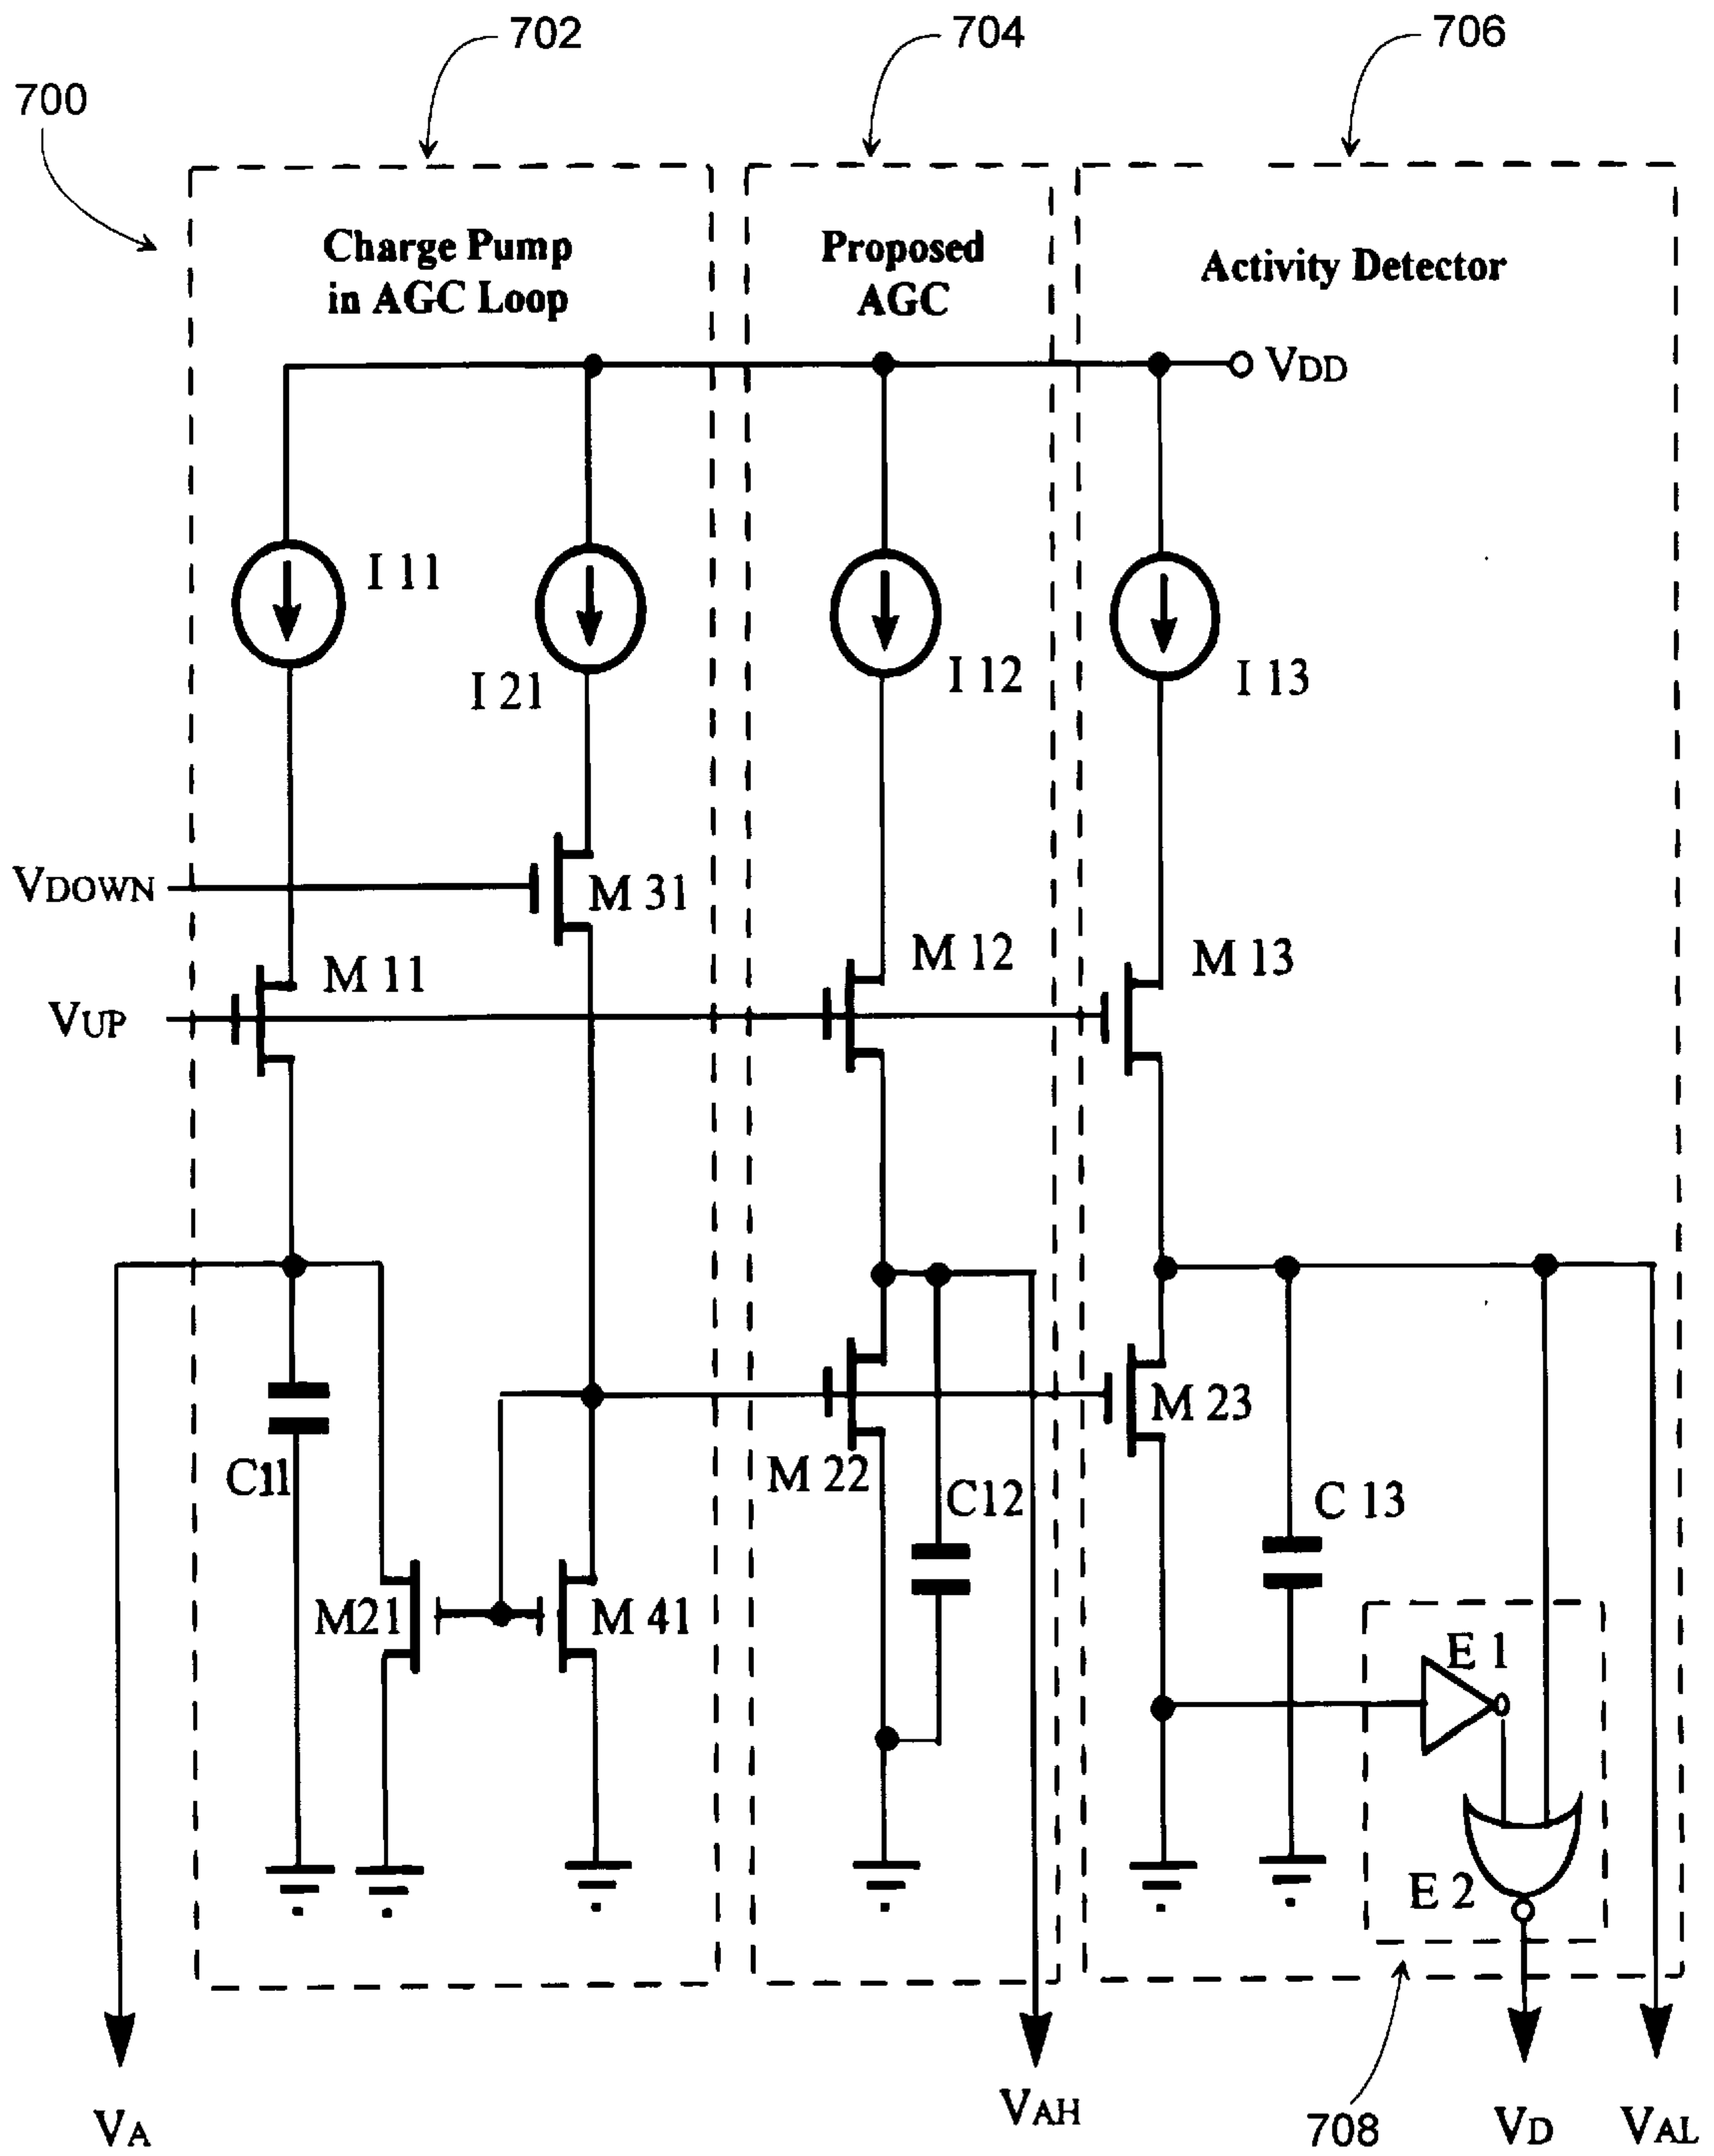 702
704
706
700
Charge Pump
in AGC Loop
Proposed
AGC
Activity Detector
VDD
I 11
I 21
I 12
I 13
VDOWN
M 31
M 11
M 12
M 13
VUP
M 23
C11
M 22
C12
C 13
M21
M 41
E 1
E 2
VA
VAH
708
VD
VAL